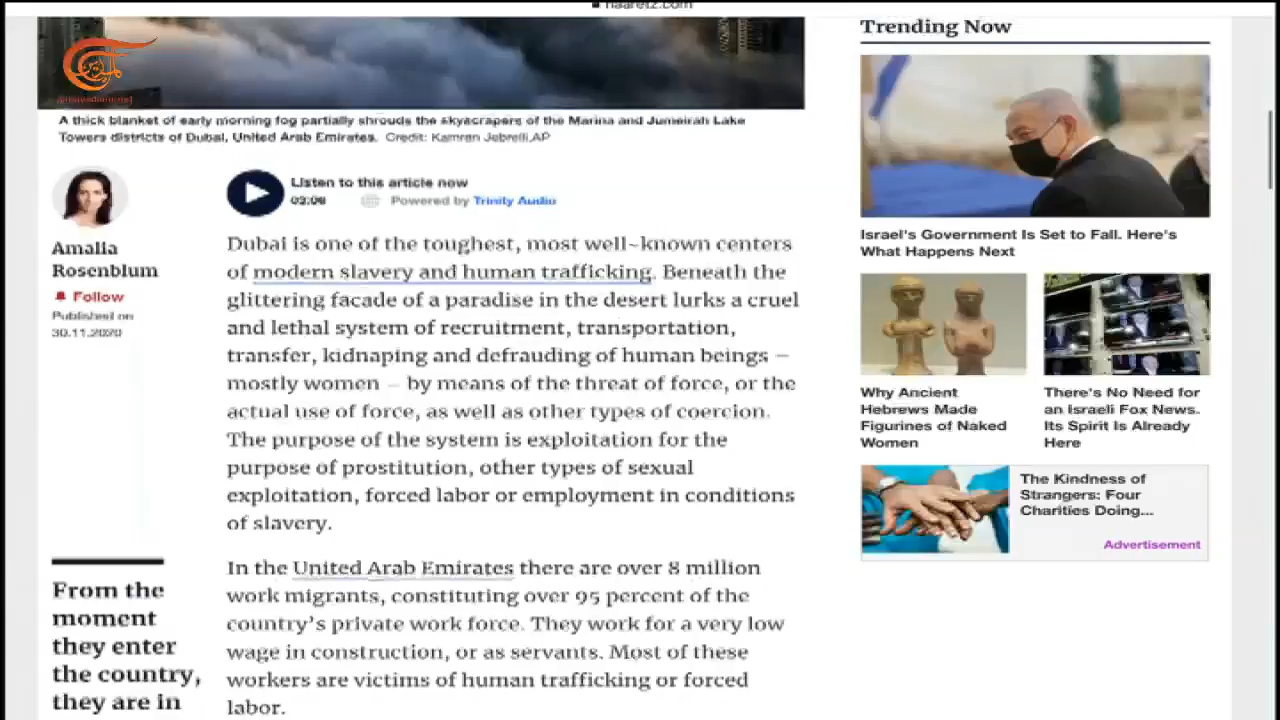 haaretz.com
A thick blanket of early morning fog partially shrouds the skyscrapers of the Marina and Jumeirah Lake
Towers districts of Dubai, United Arab Emirates. Credit: Kamran Jebreili,AP
Amalia
Rosenblum
Follow
Published on
30.11.2020
From the
moment
they enter
the country,
they are in
Listen to this article now
03:06 Powered by Trinity Audio
Dubai is one of the toughest, most well-known centers
of modern slavery and human trafficking. Beneath the
glittering facade of a paradise in the desert lurks a cruel
and lethal system of recruitment, transportation,
transfer, kidnaping and defrauding of human beings –
mostly women – by means of the threat of force, or the
actual use of force, as well as other types of coercion.
The purpose of the system is exploitation for the
purpose of prostitution, other types of sexual
exploitation, forced labor or employment in conditions
of slavery.
In the United Arab Emirates there are over 8 million
work migrants, constituting over 95 percent of the
country's private work force. They work for a very low
wage in construction, or as servants. Most of these
workers are victims of human trafficking or forced
labor.
Trending Now
Israel's Government Is Set to Fall. Here's
What Happens Next
Why Ancient
Hebrews Made
Figurines of Naked
Women
There's No Need for
an Israeli Fox News.
Its Spirit Is Already
Here
The Kindness of
Strangers: Four
Charities Doing...
Advertisement